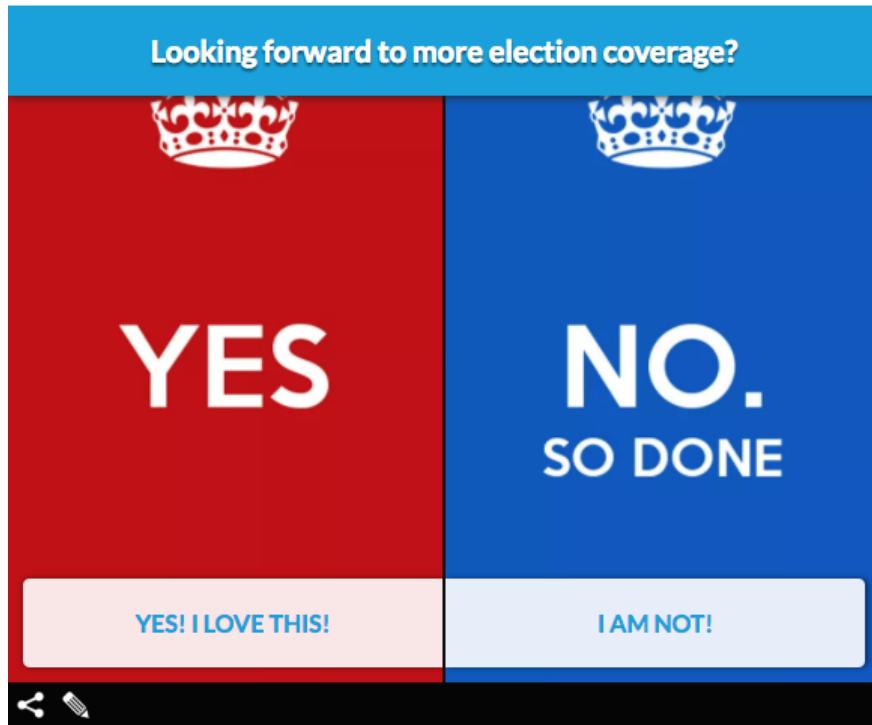 Looking forward to more election coverage?
YES
NO.
SO DONE
YES! I LOVE THIS!
I AM NOT!